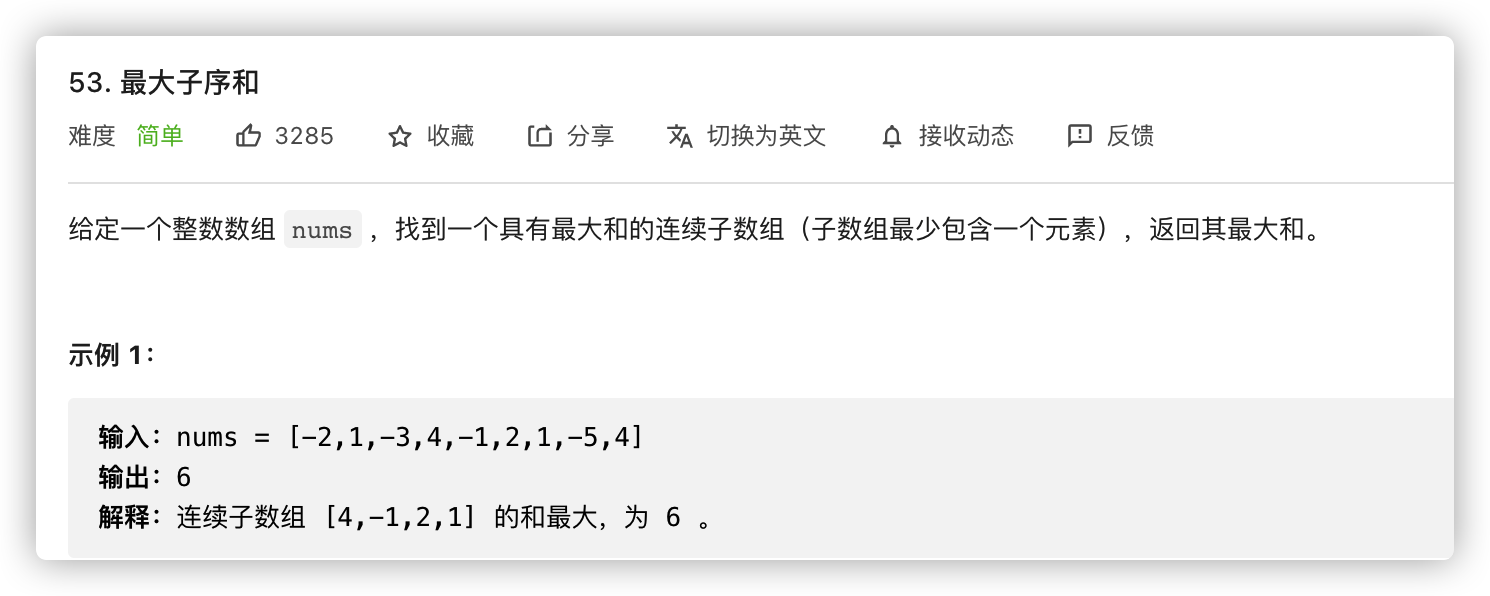 53. 最大子序和
难度 简单 3285 收藏 分享 切换为英文 接收动态 反馈
给定一个整数数组 nums ，找到一个具有最大和的连续子数组（子数组最少包含一个元素），返回其最大和。
示例 1：
输入：nums = [-2,1,-3,4,-1,2,1,-5,4]
输出：6
解释：连续子数组 [4,-1,2,1] 的和最大，为 6 。